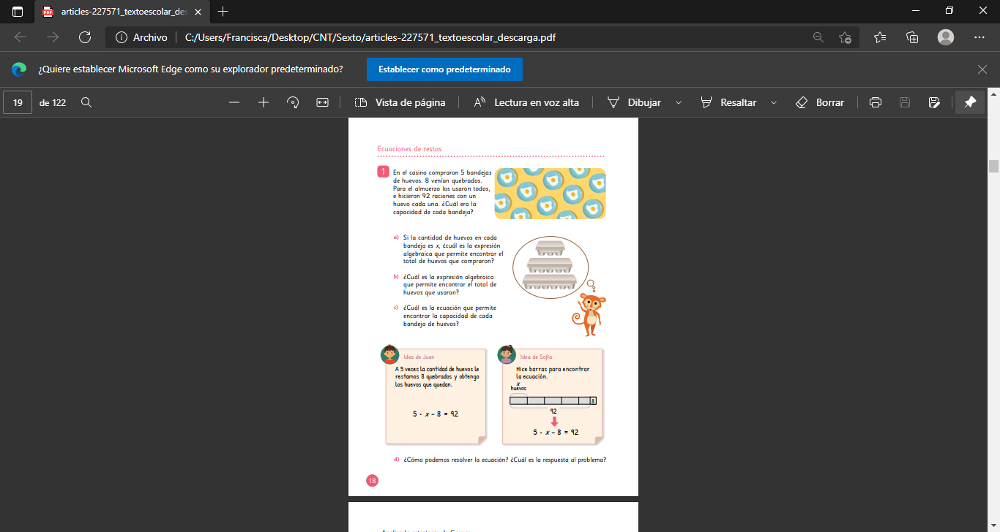 articles-227571_textoescolar_des
Archivo
C:/Users/Francisca/Desktop/CNT/Sexto/articles-227571_textoescolar_descarga.pdf
¿Quiere establecer Microsoft Edge como su explorador predeterminado?
Establecer como predeterminado
19
de 122
Vista de página
Lectura en voz alta
Dibujar
Resaltar
Borrar
Ecuaciones de restas
1
En el casino compraron 5 bandejas
de huevos. 8 venían quebrados.
Para el almuerzo los usaron todos,
e hicieron 92 raciones con un
huevo cada una. ¿Cuál era la
capacidad de cada bandeja?
a) Si la cantidad de huevos en cada
bandeja es x, ¿cuál es la expresión
algebraica que permite encontrar el
total de huevos que compraron?
b) ¿Cuál es la expresión algebraica
que permite encontrar el total de
huevos que usaron?
c) ¿Cuál es la ecuación que permite
encontrar la capacidad de cada
bandeja de huevos?
Idea de Juan
A 5 veces la cantidad de huevos le
restamos 8 quebrados y obtengo
los huevos que quedan.
5 · x – 8 = 92
Idea de Sofía
Hice barras para encontrar
la ecuación.
x
huevos
8
92
5 · x – 8 = 92
d) ¿Cómo podemos resolver la ecuación? ¿Cuál es la respuesta al problema?
18